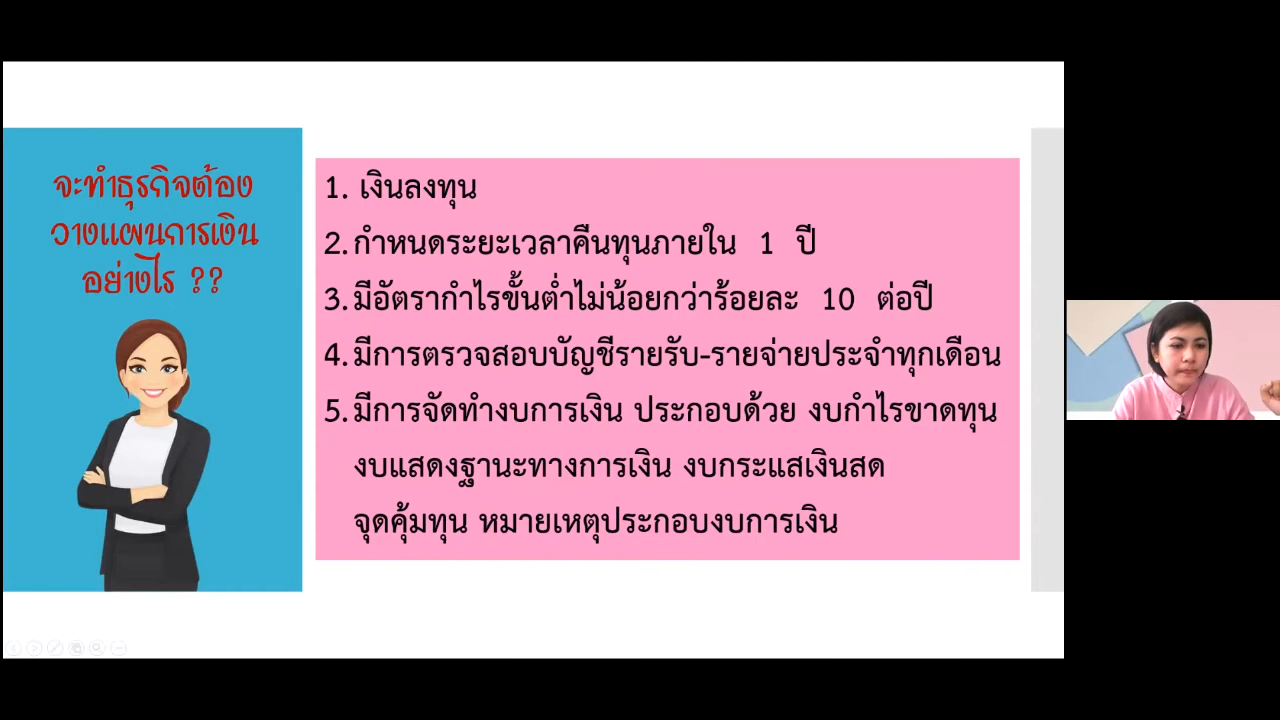 จะทำธุรกิจต้อง
วางแผนการเงิน
อย่างไร ??
1. เงินลงทุน
2. กำหนดระยะเวลาคืนทุนภายใน 1 ปี
3. มีอัตรากำไรขั้นต่ำไม่น้อยกว่าร้อยละ 10 ต่อปี
4. มีการตรวจสอบบัญชีรายรับ-รายจ่ายประจำทุกเดือน
5. มีการจัดทำงบการเงิน ประกอบด้วย งบกำไรขาดทุน
งบแสดงฐานะทางการเงิน งบกระแสเงินสด
จุดคุ้มทุน หมายเหตุประกอบงบการเงิน